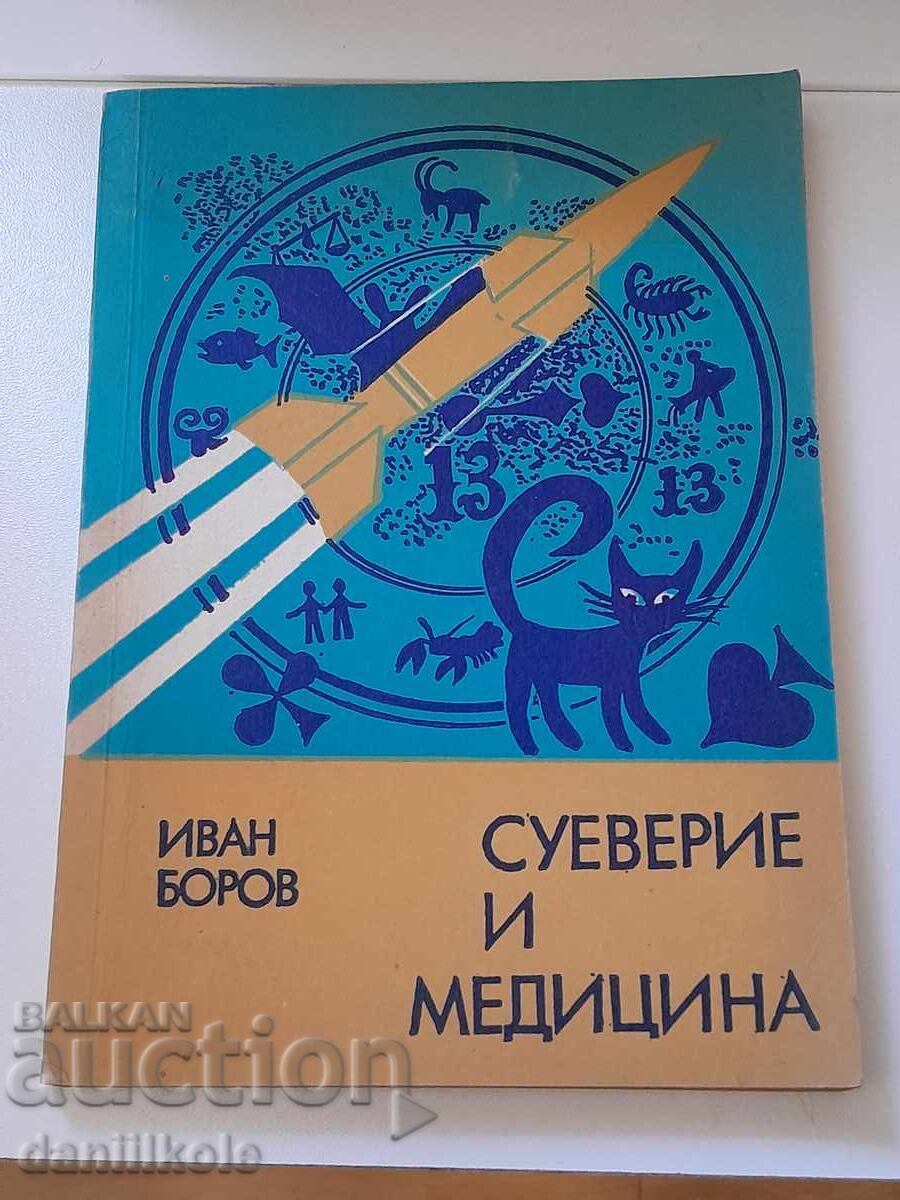 13
13
ИВАН
БОРОВ
СУЕВЕРИЕ
И
МЕДИЦИНА
BALKAN
auction
daniilkole